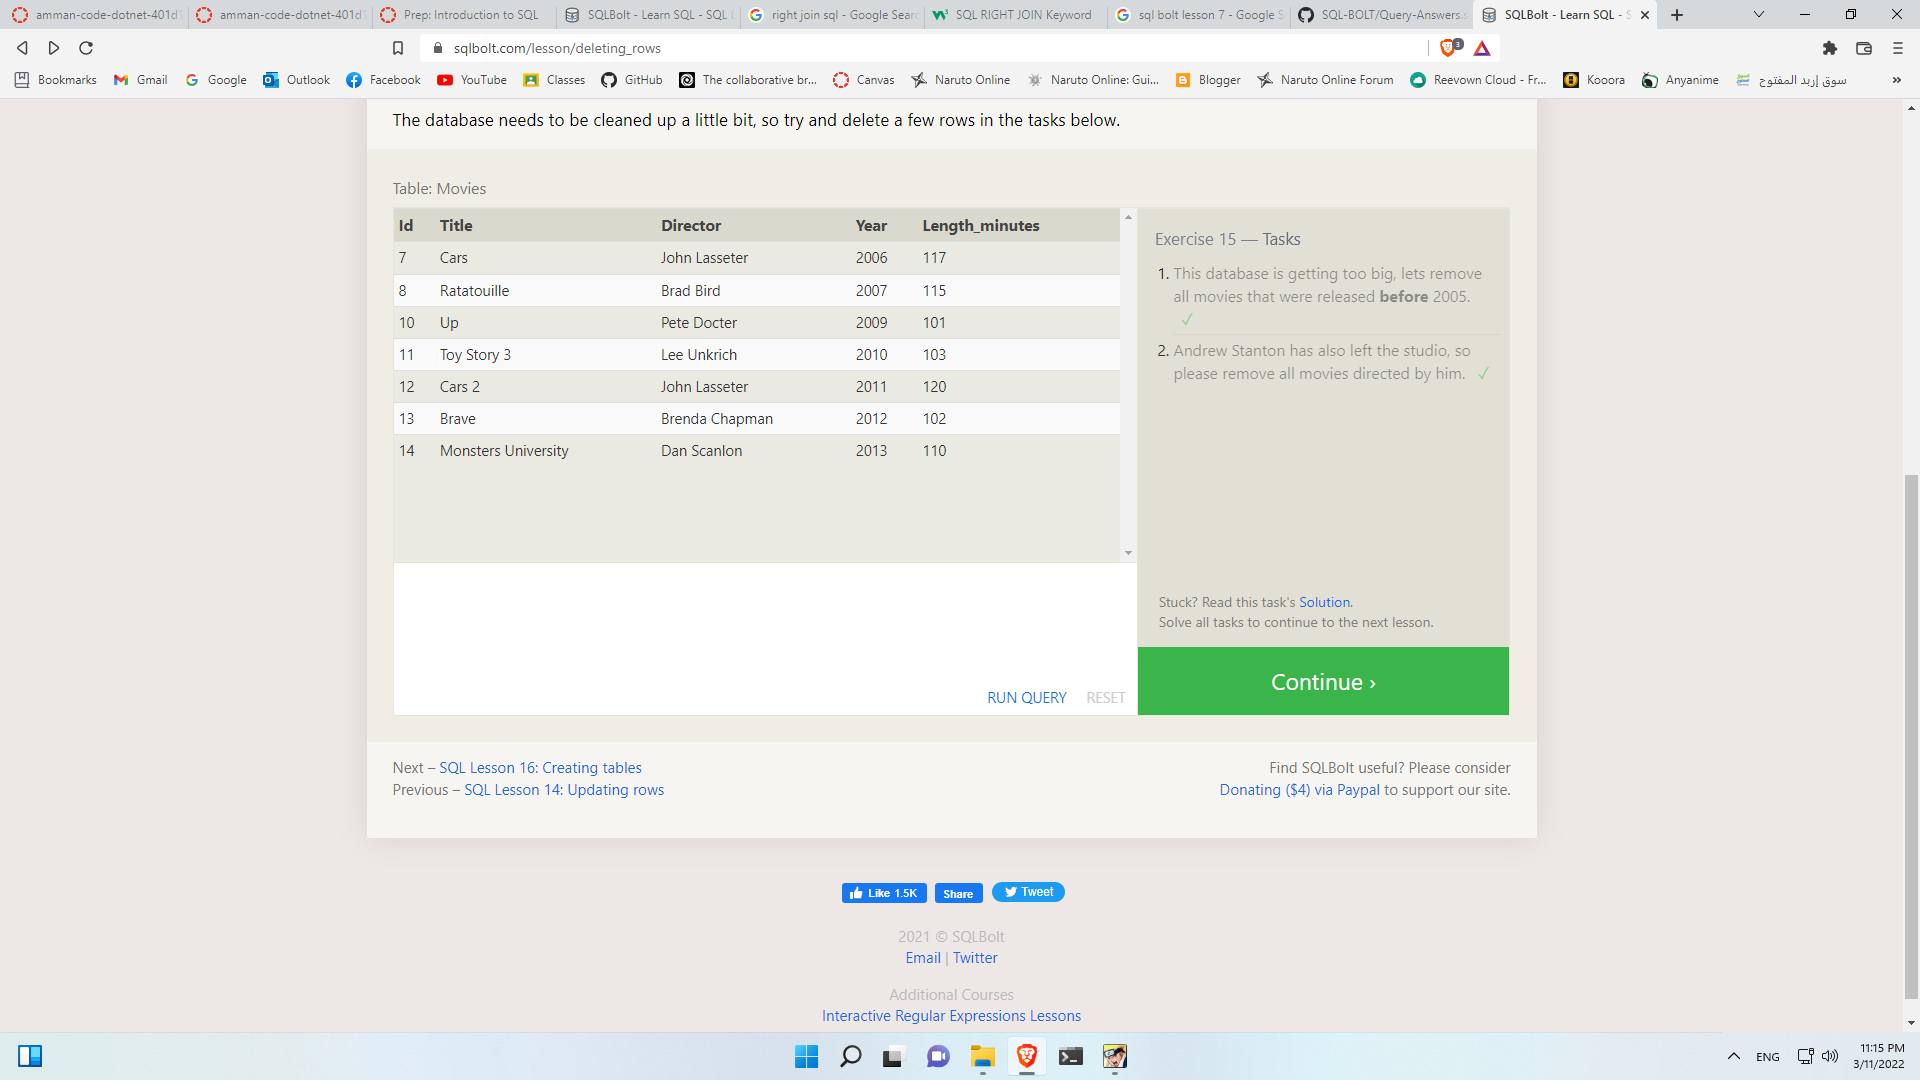 amman-code-dotnet-401d1
amman-code-dotnet-401d1
Prep: Introduction to SQL
SQLBolt - Learn SQL - SQL L
right join sql - Google Searc
SQL RIGHT JOIN Keyword
sql bolt lesson 7 - Google S
SQL-BOLT/Query-Answers.s
SQLBolt - Learn SQL - S
sqlbolt.com/lesson/deleting_rows
3
Bookmarks
Gmail
Google
Outlook
Facebook
YouTube
Classes
GitHub
The collaborative br...
Canvas
Naruto Online
Naruto Online: Gui...
Blogger
Naruto Online Forum
Reevown Cloud - Fr...
Kooora
Anyanime
سوق إربد المفتوح
The database needs to be cleaned up a little bit, so try and delete a few rows in the tasks below.
Table: Movies
Id Title Director Year Length_minutes
7 Cars John Lasseter 2006 117
8 Ratatouille Brad Bird 2007 115
10 Up Pete Docter 2009 101
11 Toy Story 3 Lee Unkrich 2010 103
12 Cars 2 John Lasseter 2011 120
13 Brave Brenda Chapman 2012 102
14 Monsters University Dan Scanlon 2013 110
RUN QUERY RESET
Exercise 15 — Tasks
1. This database is getting too big, lets remove
all movies that were released before 2005.
✓
2. Andrew Stanton has also left the studio, so
please remove all movies directed by him. ✓
Stuck? Read this task's Solution.
Solve all tasks to continue to the next lesson.
Continue ›
Next – SQL Lesson 16: Creating tables
Previous – SQL Lesson 14: Updating rows
Find SQLBolt useful? Please consider
Donating ($4) via Paypal to support our site.
Like 1.5K
Share
Tweet
2021 © SQLBolt
Email | Twitter
Additional Courses
Interactive Regular Expressions Lessons
ENG
11:15 PM
3/11/2022